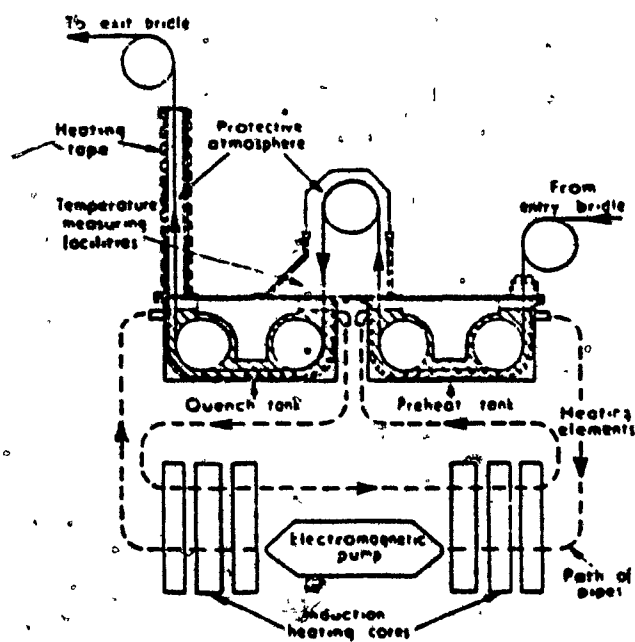 To exit bridle
Heating
tape
Protective
atmosphere
Temperature
measuring
facilities
From
entry bridle
Quench tank
Preheat tank
Heating
elements
Electromagnetic
pump
Path of
pipes
Induction
heating cores